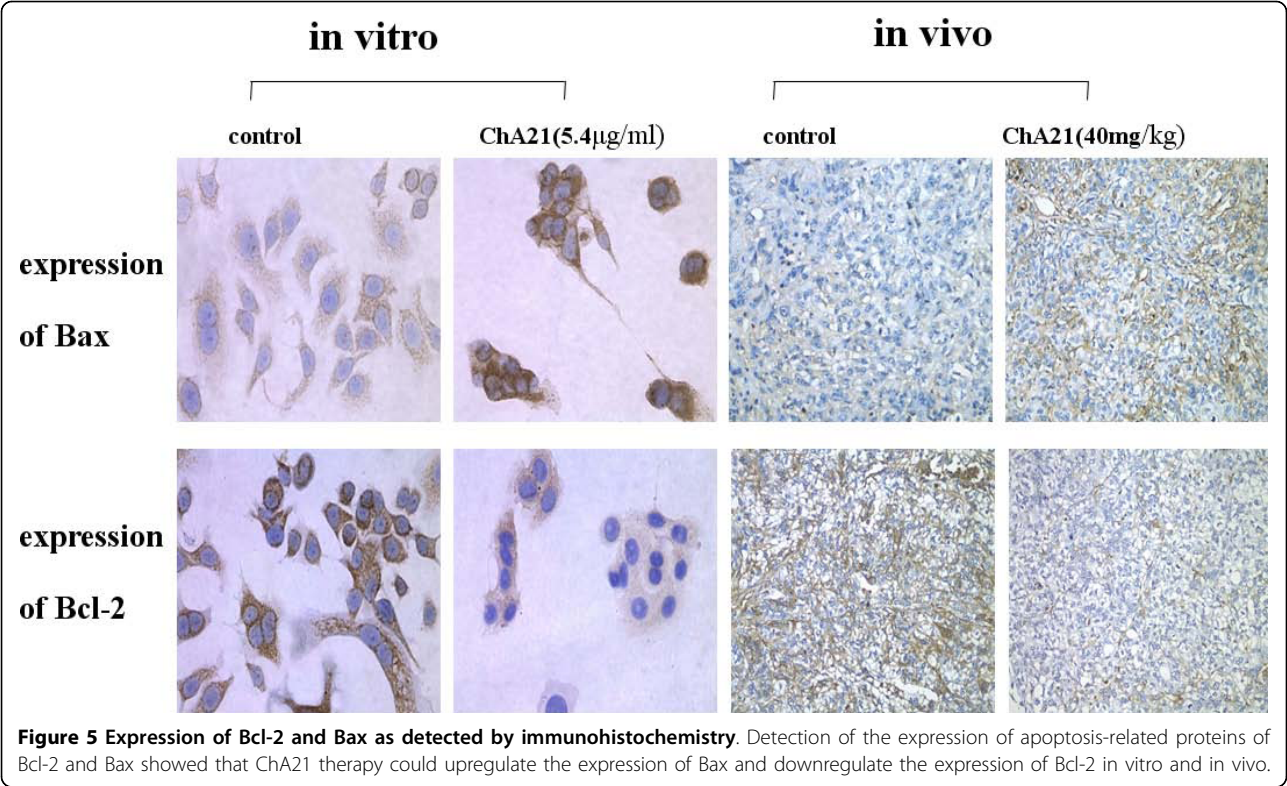 in vitro
in vivo
control
ChA21(5.4μg/ml)
control
ChA21(40mg/kg)
expression
of Bax
expression
of Bcl-2
Figure 5 Expression of Bcl-2 and Bax as detected by immunohistochemistry. Detection of the expression of apoptosis-related proteins of
Bcl-2 and Bax showed that ChA21 therapy could upregulate the expression of Bax and downregulate the expression of Bcl-2 in vitro and in vivo.